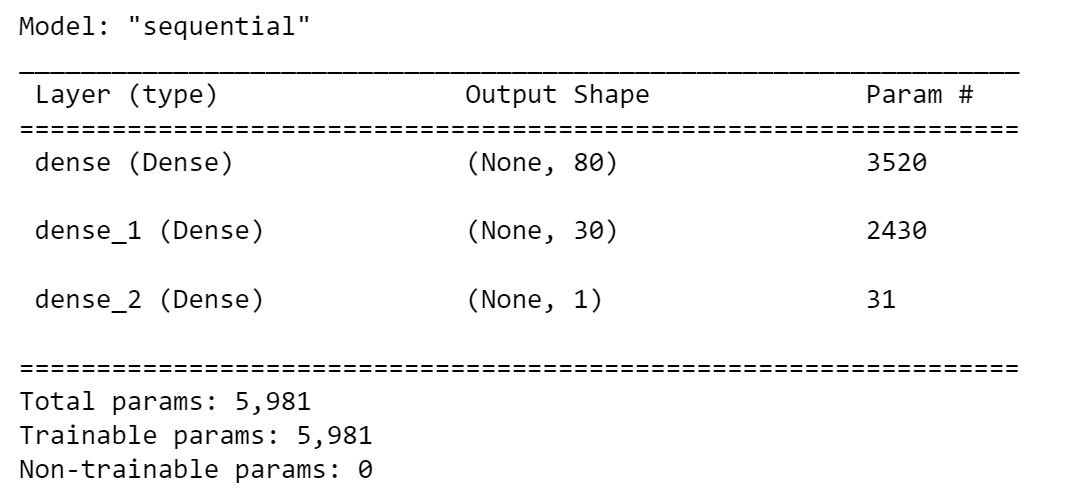 Model: "sequential"
_________________________________________________________________
Layer (type) Output Shape Param #
=================================================================
dense (Dense) (None, 80) 3520
dense_1 (Dense) (None, 30) 2430
dense_2 (Dense) (None, 1) 31
=================================================================
Total params: 5,981
Trainable params: 5,981
Non-trainable params: 0